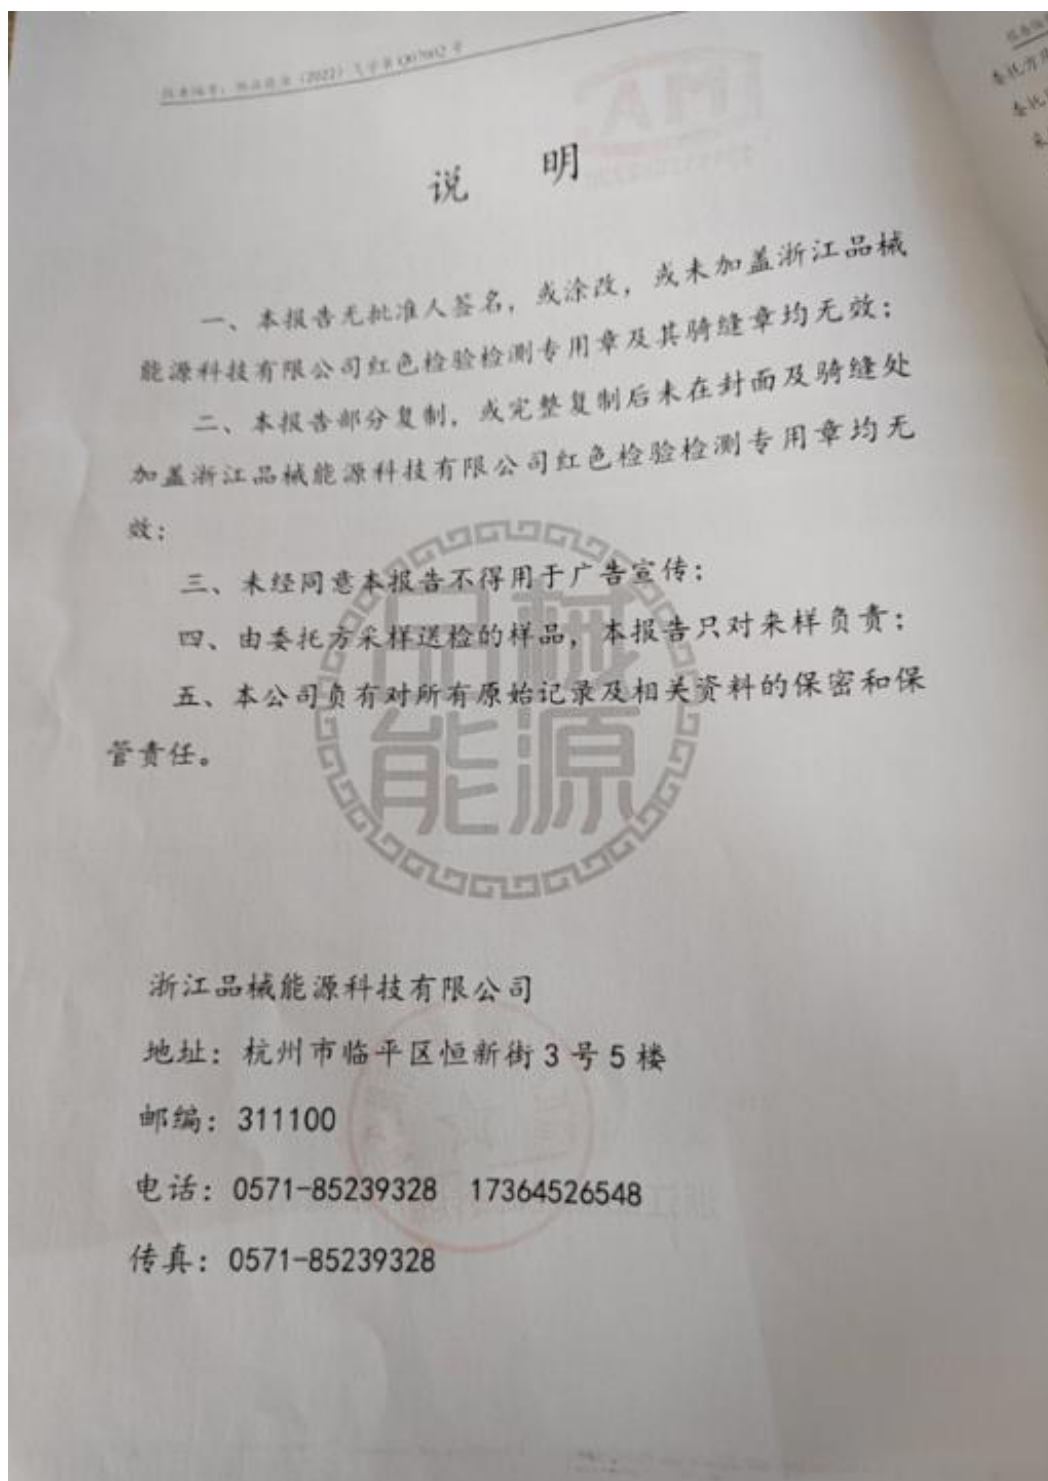 报告编号：
(2022)
号
说 明
一、本报告无批准人签名，或涂改，或未加盖浙江品械
能源科技有限公司红色检验检测专用章及其骑缝章均无效；
二、本报告部分复制，或完整复制后未在封面及骑缝处
加盖浙江品械能源科技有限公司红色检验检测专用章均无
效；
三、未经同意本报告不得用于广告宣传；
四、由委托方采样送检的样品，本报告只对来样负责；
五、本公司负有对所有原始记录及相关资料的保密和保
管责任。
品械
能源
浙江品械能源科技有限公司
地址：杭州市临平区恒新街 3 号 5 楼
邮编：311100
电话：0571-85239328 17364526548
传真：0571-85239328